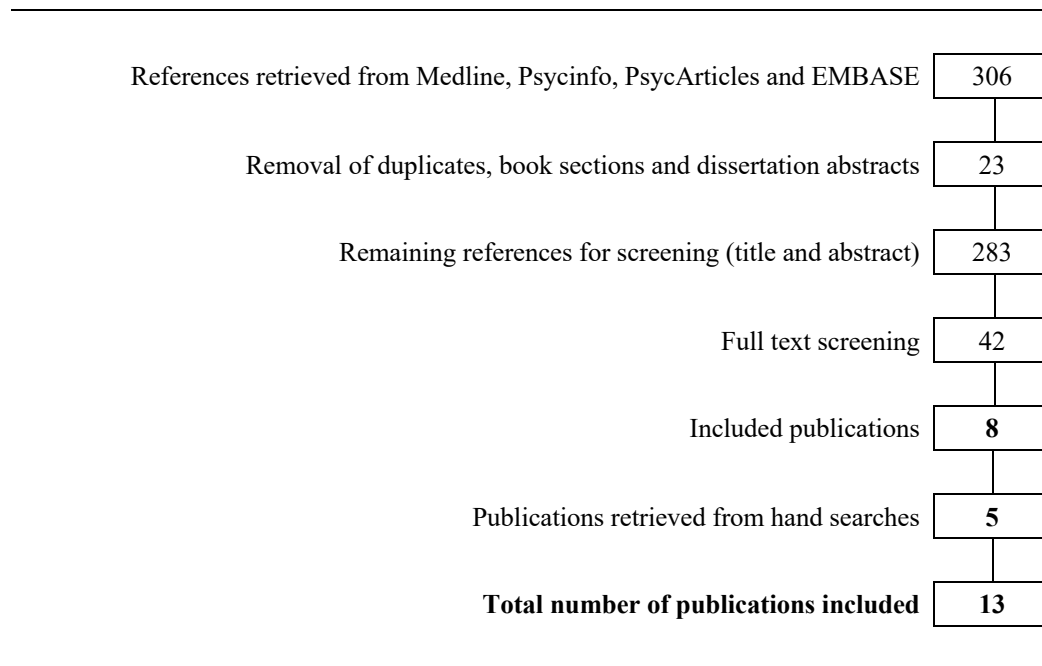 References retrieved from Medline, Psycinfo, PsycArticles and EMBASE 306
Removal of duplicates, book sections and dissertation abstracts 23
Remaining references for screening (title and abstract) 283
Full text screening 42
Included publications 8
Publications retrieved from hand searches 5
Total number of publications included 13